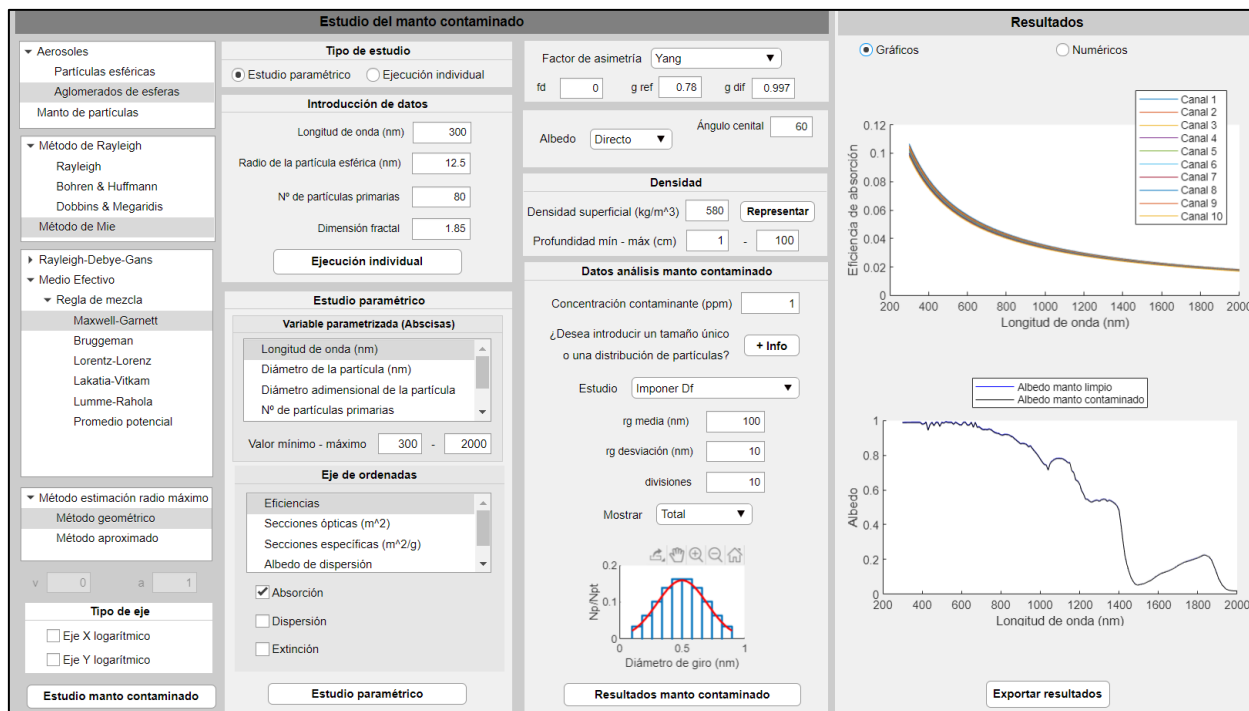 Estudio del manto contaminado
Aerosoles
Partículas esféricas
Aglomerados de esferas
Manto de partículas
Método de Rayleigh
Rayleigh
Bohren & Huffmann
Dobbins & Megaridis
Método de Mie
Rayleigh-Debye-Gans
Medio Efectivo
Regla de mezcla
Maxwell-Garnett
Bruggeman
Lorentz-Lorenz
Lakatia-Vitkam
Lumme-Rahola
Promedio potencial
Método estimación radio máximo
Método geométrico
Método aproximado
v 0 a 1
Tipo de eje
Eje X logarítmico
Eje Y logarítmico
Estudio manto contaminado
Tipo de estudio
Estudio paramétrico Ejecución individual
Introducción de datos
Longitud de onda (nm) 300
Radio de la partícula esférica (nm) 12.5
Nº de partículas primarias 80
Dimensión fractal 1.85
Ejecución individual
Estudio paramétrico
Variable parametrizada (Abscisas)
Longitud de onda (nm)
Diámetro de la partícula (nm)
Diámetro adimensional de la partícula
Nº de partículas primarias
Valor mínimo - máximo 300 - 2000
Eje de ordenadas
Eficiencias
Secciones ópticas (m^2)
Secciones específicas (m^2/g)
Albedo de dispersión
Absorción
Dispersión
Extinción
Estudio paramétrico
Factor de asimetría Yang
fd 0 g ref 0.78 g dif 0.997
Albedo Directo Ángulo cenital 60
Densidad
Densidad superficial (kg/m^3) 580 Representar
Profundidad mín - máx (cm) 1 - 100
Datos análisis manto contaminado
Concentración contaminante (ppm) 1
¿Desea introducir un tamaño único
o una distribución de partículas? + Info
Estudio Imponer Df
rg media (nm) 100
rg desviación (nm) 10
divisiones 10
Mostrar Total
0.2
0.1
0
Np/Npt
0 0.5 1
Diámetro de giro (nm)
Resultados manto contaminado
Resultados
Gráficos Numéricos
Canal 1
Canal 2
Canal 3
Canal 4
Canal 5
Canal 6
Canal 7
Canal 8
Canal 9
Canal 10
0.12
0.1
0.08
0.06
0.04
0.02
0
Eficiencia de absorción
200 400 600 800 1000 1200 1400 1600 1800 2000
Longitud de onda (nm)
Albedo manto limpio
Albedo manto contaminado
1
0.8
0.6
0.4
0.2
0
Albedo
200 400 600 800 1000 1200 1400 1600 1800 2000
Longitud de onda (nm)
Exportar resultados